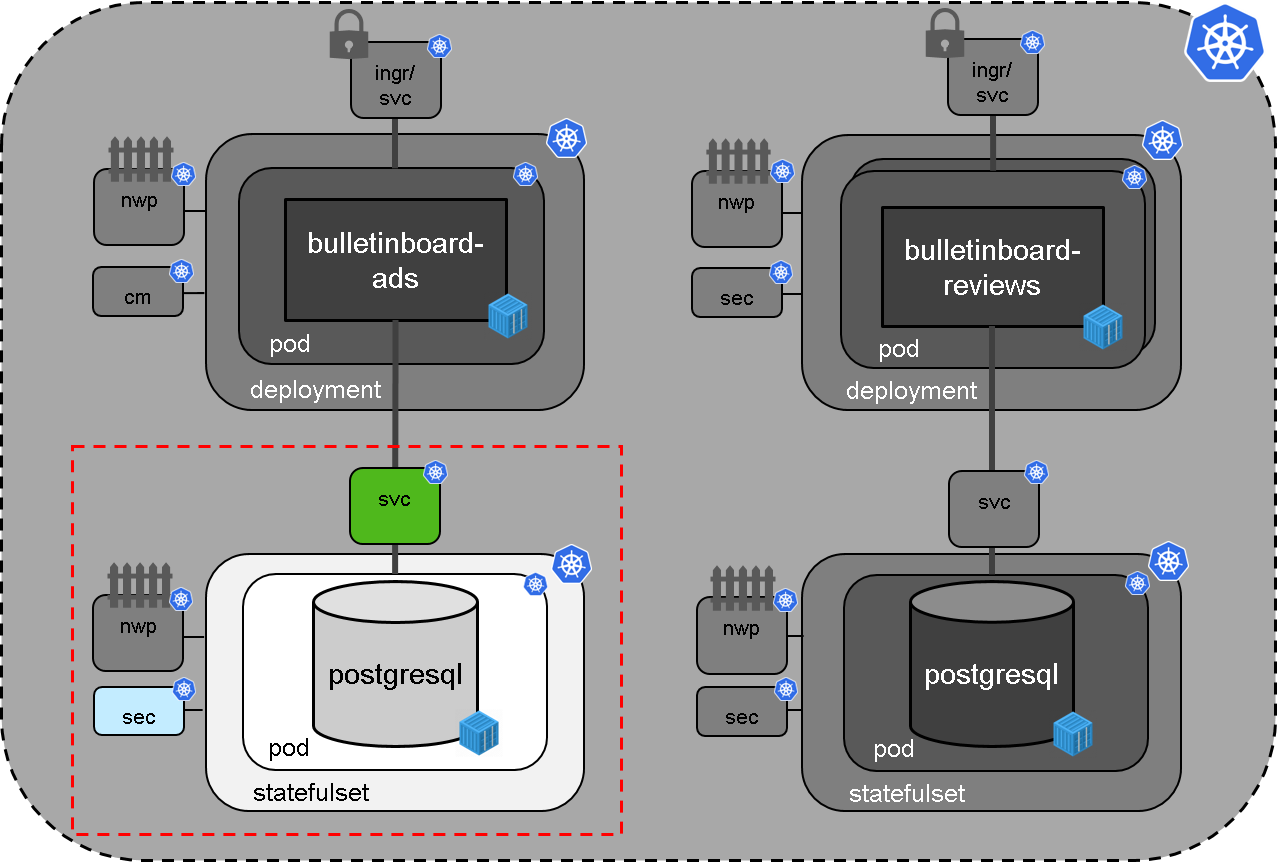 ingr/
svc
nwp
cm
bulletinboard-
ads
pod
deployment
svc
nwp
sec
postgresql
pod
statefulset
ingr/
svc
nwp
sec
bulletinboard-
reviews
pod
deployment
svc
nwp
sec
postgresql
pod
statefulset